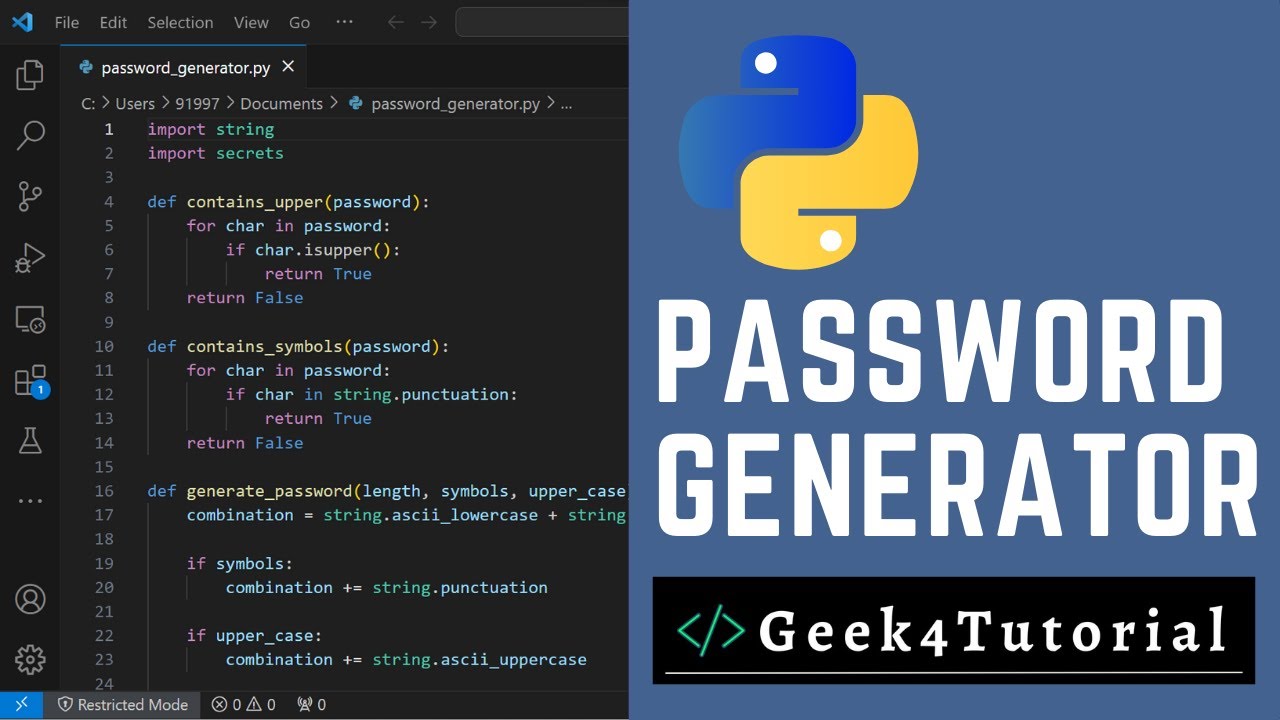 File Edit Selection View Go ...
password_generator.py ×
C: > Users > 91997 > Documents > password_generator.py > ...
1 import string
2 import secrets
3
4 def contains_upper(password):
5 for char in password:
6 if char.isupper():
7 return True
8 return False
9
10 def contains_symbols(password):
11 for char in password:
12 if char in string.punctuation:
13 return True
14 return False
15
16 def generate_password(length, symbols, upper_case
17 combination = string.ascii_lowercase + string
18
19 if symbols:
20 combination += string.punctuation
21
22 if upper_case:
23 combination += string.ascii_uppercase
24
1
Restricted Mode 0 0 0
PASSWORD
GENERATOR
</> Geek4Tutorial